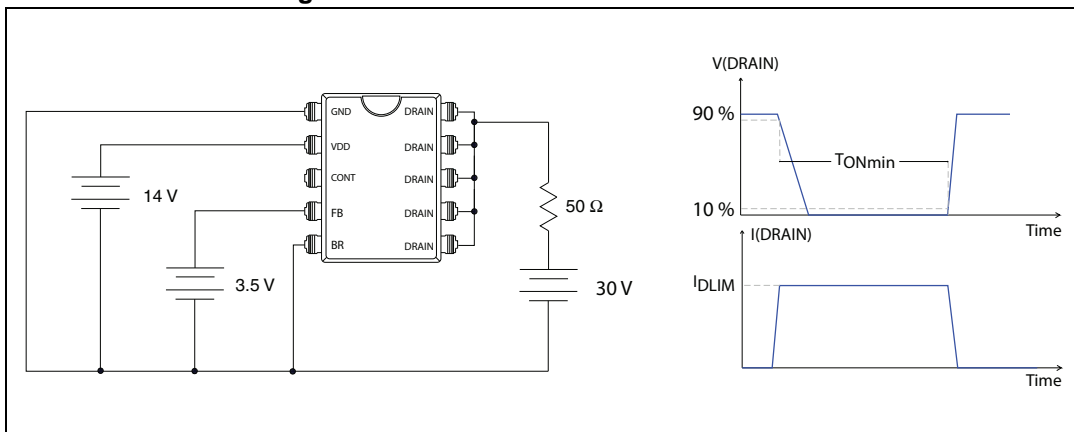 GND DRAIN
VDD DRAIN
CONT DRAIN
FB DRAIN
BR DRAIN
14 V
3.5 V
50 Ω
30 V
V(DRAIN)
90 %
TONmin
10 %
Time
I(DRAIN)
IDLIM
Time